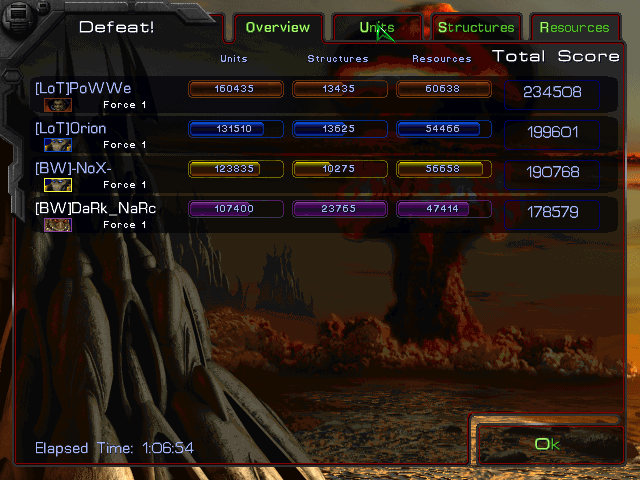 Defeat!
Overview
Units
Structures
Resources
Units
Structures
Resources
Total Score
[LoT]PoWWe
Force 1
160435
13435
60638
234508
[LoT]Orion
131510
13625
54466
199601
[BW]-NoX-
Force 1
123835
10275
56658
190768
[BW]DaRk_NaRc
Force 1
107400
23765
47414
178579
Elapsed Time: 1:06:54
Ok